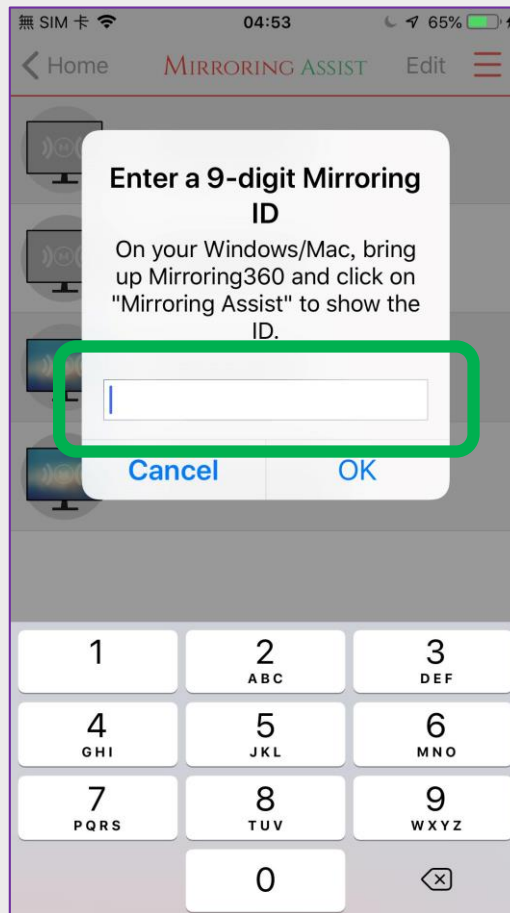 無 SIM 卡 04:53 65%
Home MIRRORING ASSIST Edit
Enter a 9-digit Mirroring
ID
On your Windows/Mac, bring
up Mirroring360 and click on
"Mirroring Assist" to show the
ID.
Cancel OK
1 2 3
ABC DEF
4 5 6
GHI JKL MNO
7 8 9
PQRS TUV WXYZ
0